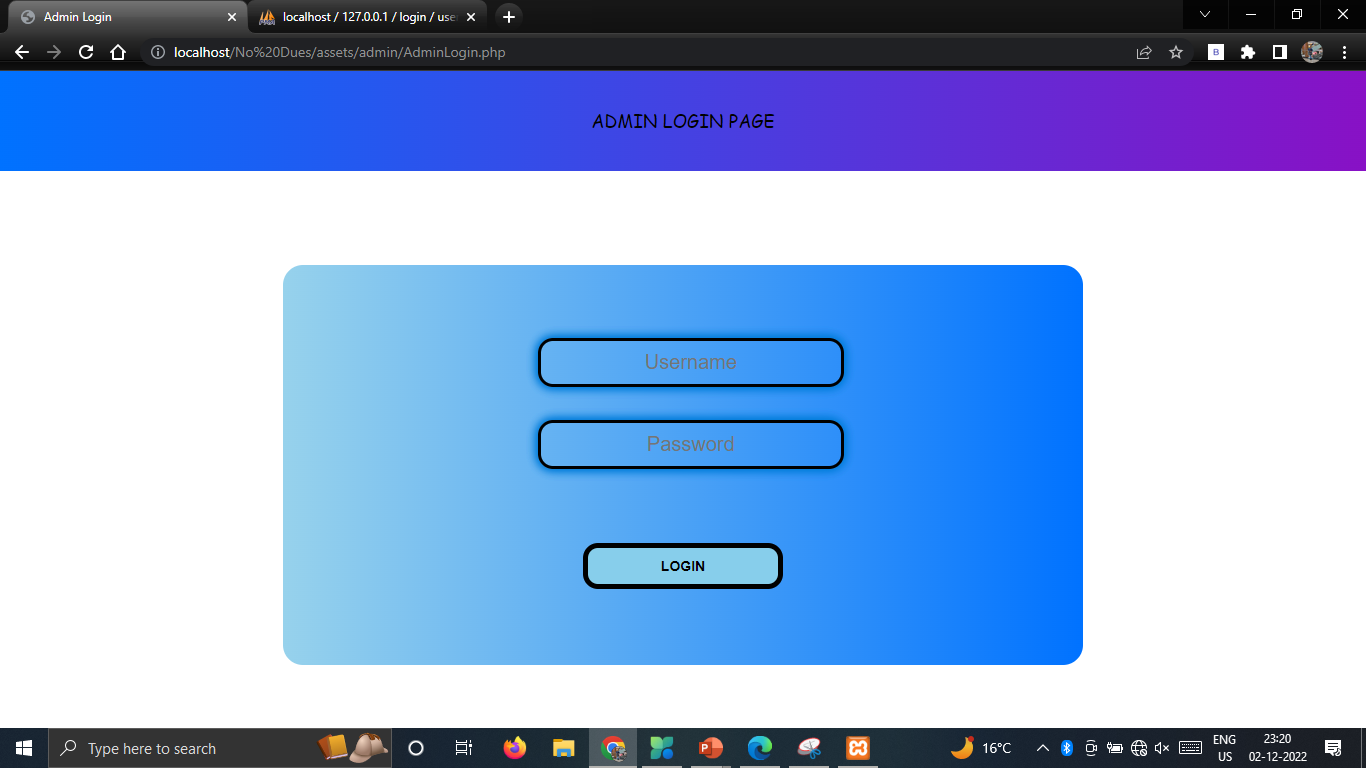 Admin Login
localhost / 127.0.0.1 / login / use
localhost/No%20Dues/assets/admin/AdminLogin.php
B
ADMIN LOGIN PAGE
Username
Password
LOGIN
Type here to search
16°C
ENG
US
23:20
02-12-2022